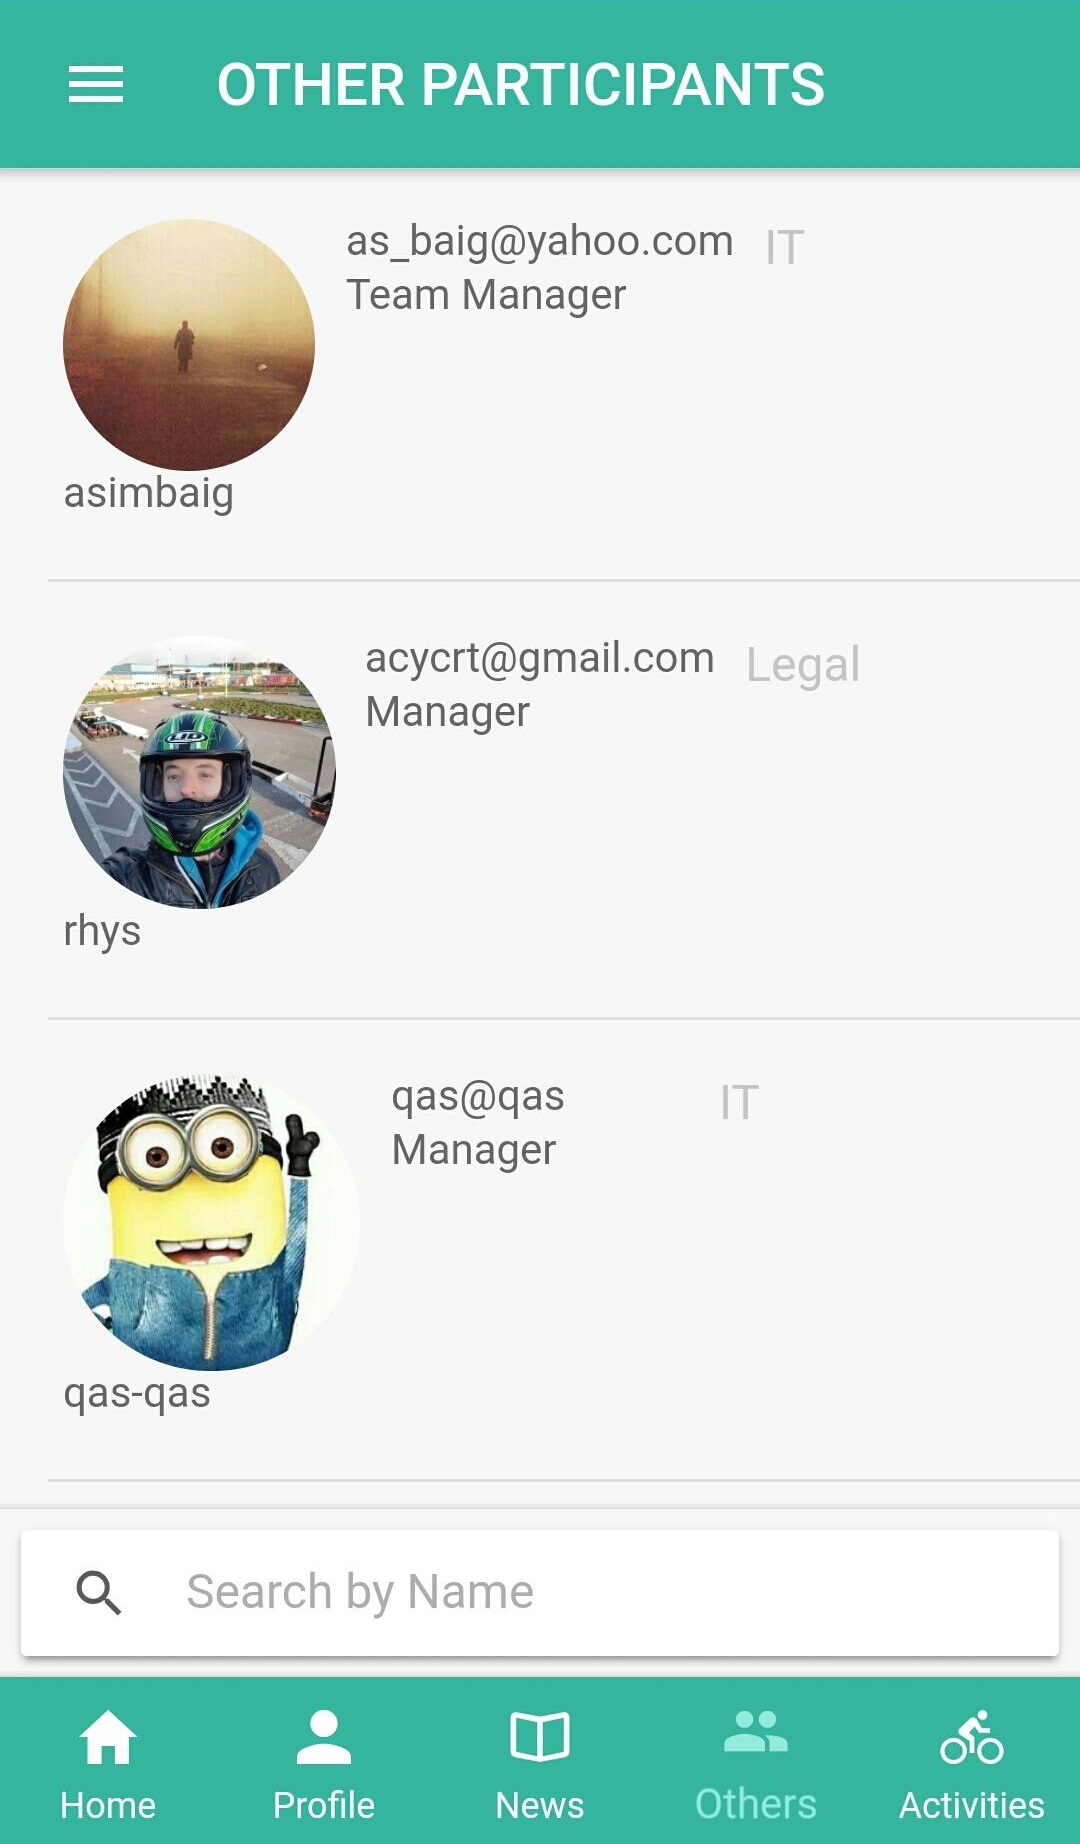 OTHER PARTICIPANTS
as_baig@yahoo.com IT
Team Manager
asimbaig
acycrt@gmail.com Legal
Manager
rhys
qas@qas IT
Manager
qas-qas
Search by Name
Home Profile News Others Activities